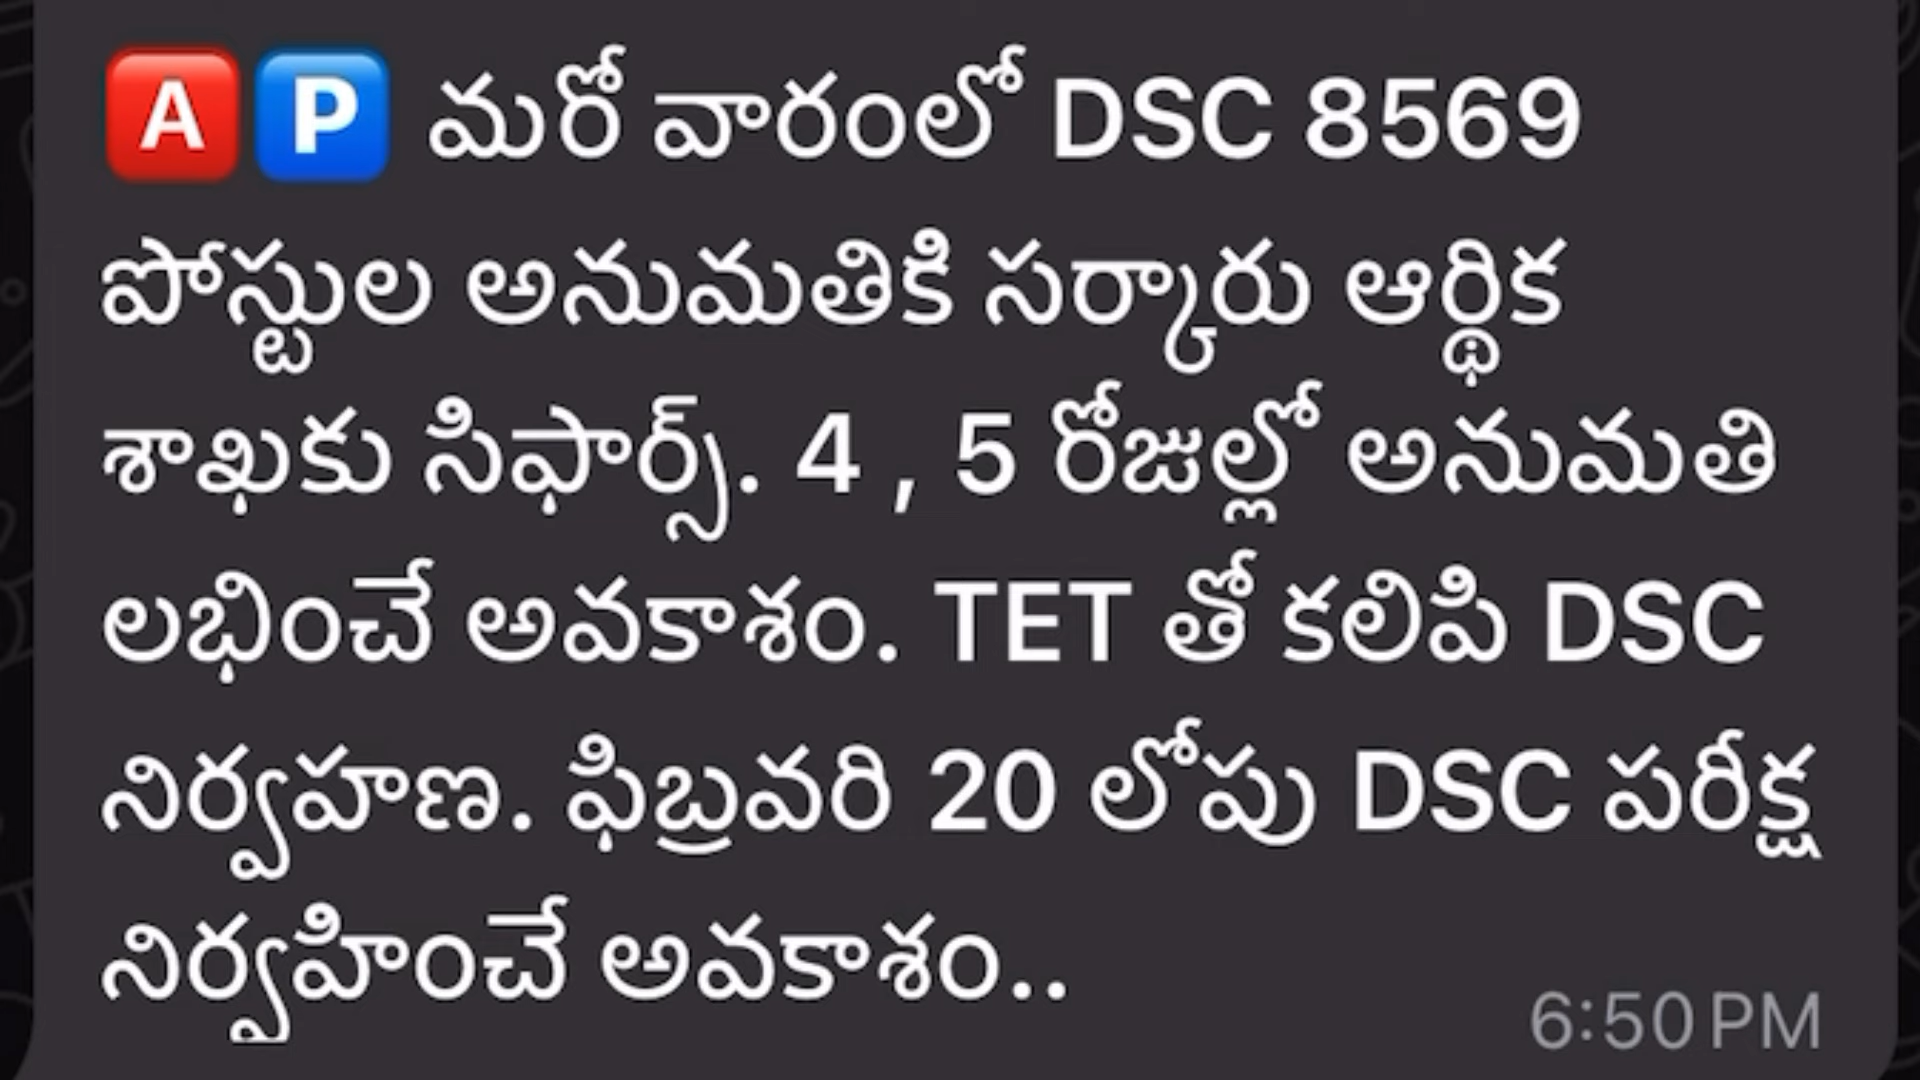 🅰🅿 మరో వారంలో DSC 8569
పోస్టుల అనుమతికి సర్కారు ఆర్థిక
శాఖకు సిఫార్స్. 4 , 5 రోజుల్లో అనుమతి
లభించే అవకాశం. TET తో కలిపి DSC
నిర్వహణ. ఫిబ్రవరి 20 లోపు DSC పరీక్ష
నిర్వహించే అవకాశం..
6:50 PM